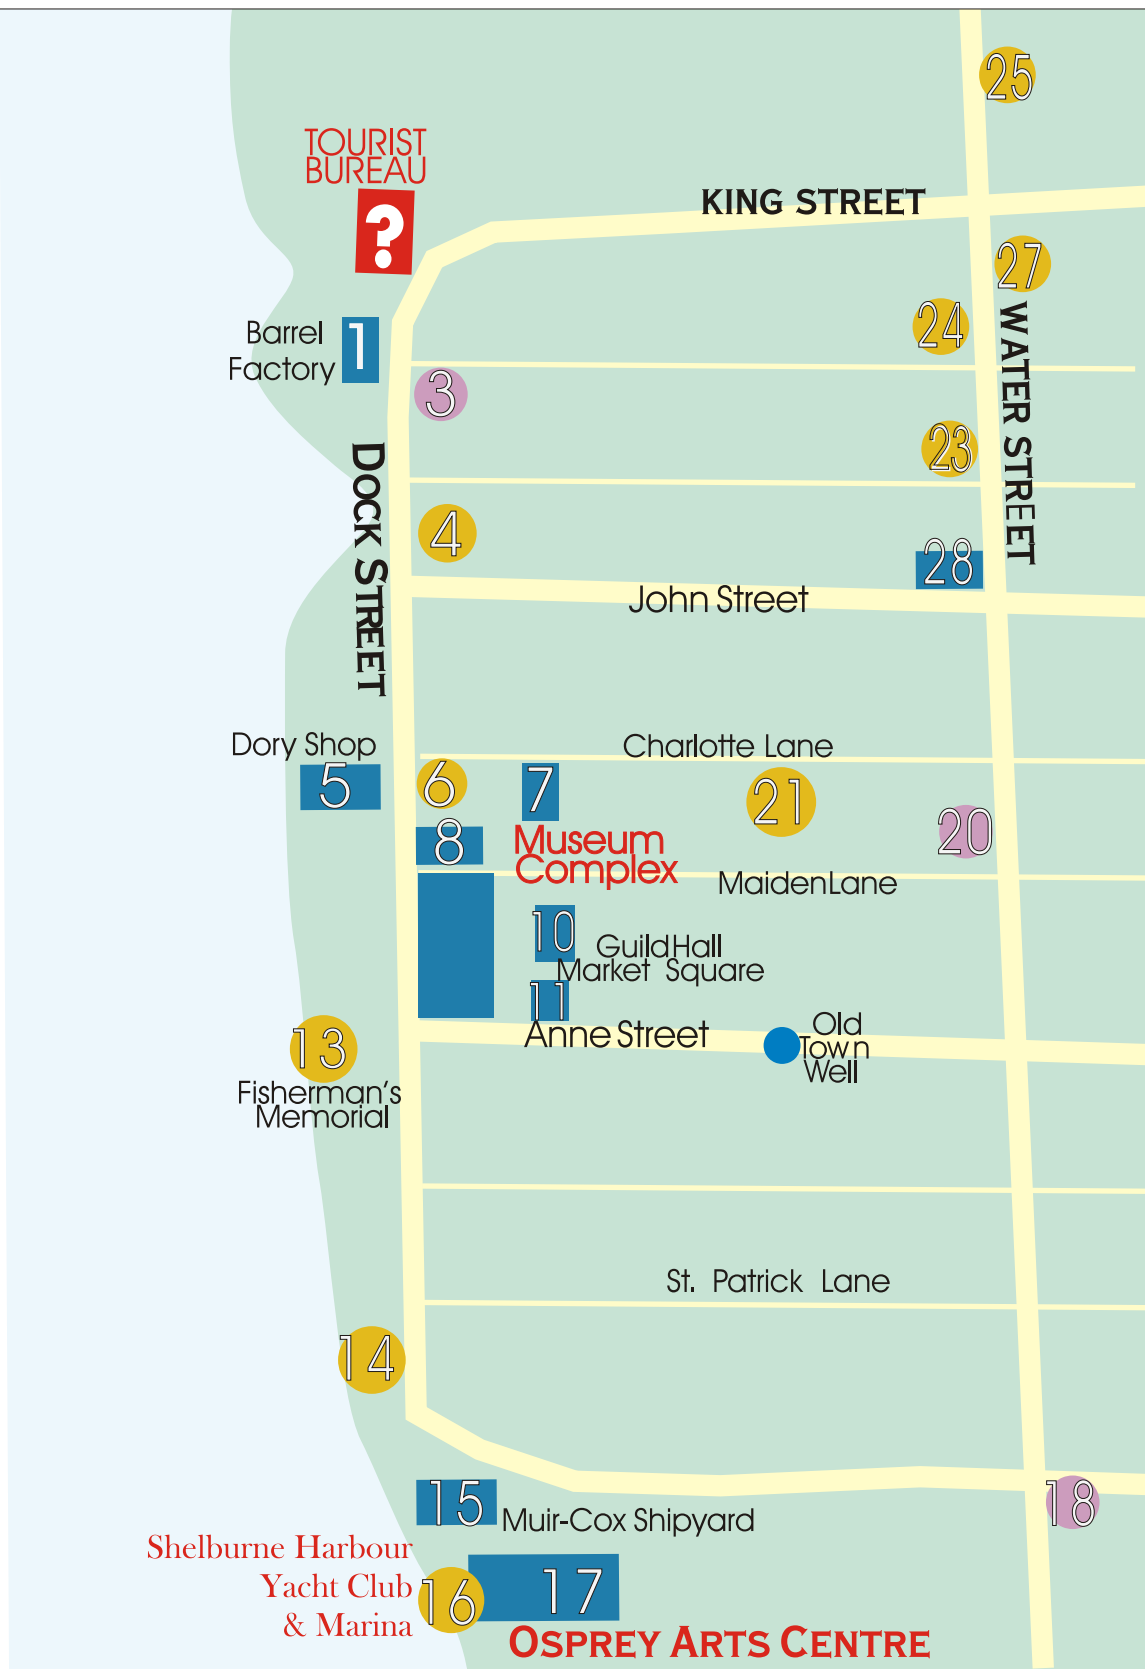 25
TOURIST
BUREAU
?
KING STREET
27
24
WATER STREET
Barrel
Factory
1
3
23
DOCK STREET
4
28
John Street
Dory Shop
5
6
7
Charlotte Lane
21
20
8
Museum
Complex
MaidenLane
10
GuildHall
Market Square
11
Anne Street
Old
Town
Well
13
Fisherman's
Memorial
St. Patrick Lane
14
15
Muir-Cox Shipyard
18
Shelburne Harbour
Yacht Club
& Marina
16
17
OSPREY ARTS CENTRE